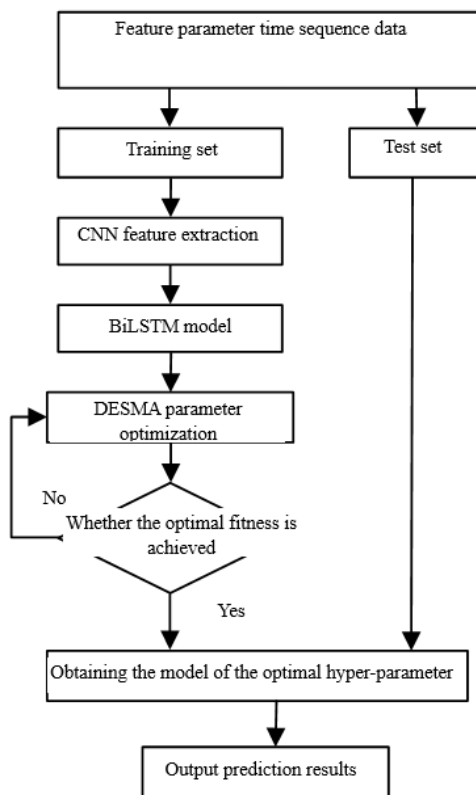 Feature parameter time sequence data
Training set
Test set
CNN feature extraction
BiLSTM model
DESMA parameter
optimization
No
Whether the optimal fitness is
achieved
Yes
Obtaining the model of the optimal hyper-parameter
Output prediction results